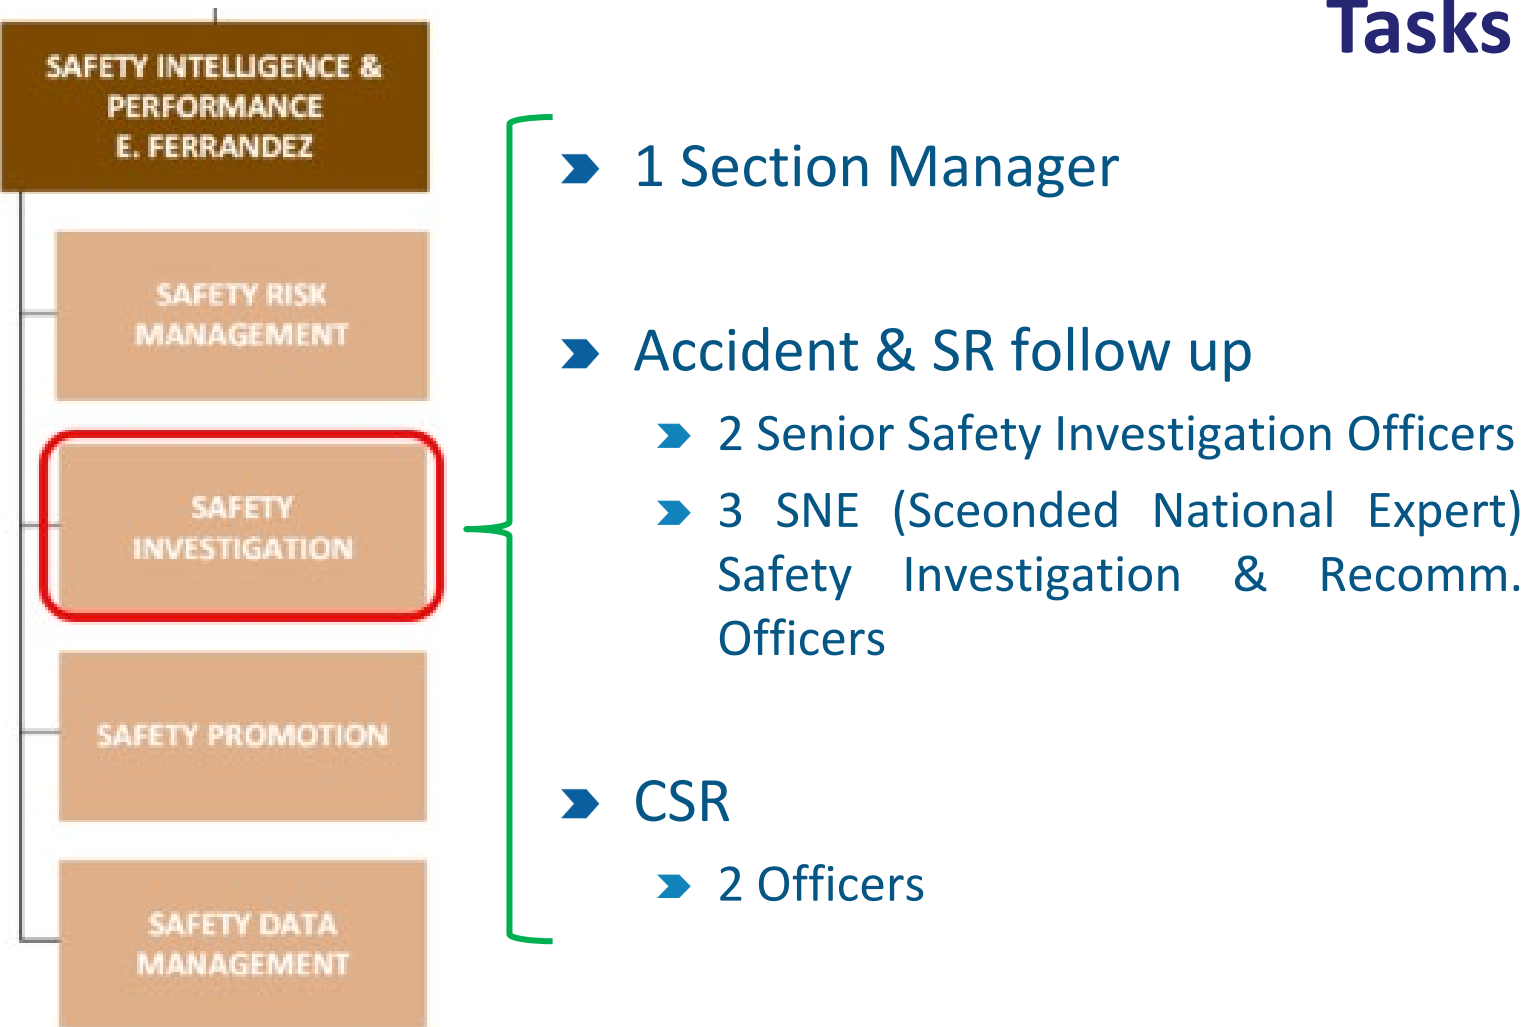 Tasks
SAFETY INTELLIGENCE &
PERFORMANCE
E. FERRANDEZ
SAFETY RISK
MANAGEMENT
SAFETY
INVESTIGATION
SAFETY PROMOTION
SAFETY DATA
MANAGEMENT
1 Section Manager
Accident & SR follow up
2 Senior Safety Investigation Officers
3 SNE (Sceonded National Expert)
Safety Investigation & Recomm.
Officers
CSR
2 Officers